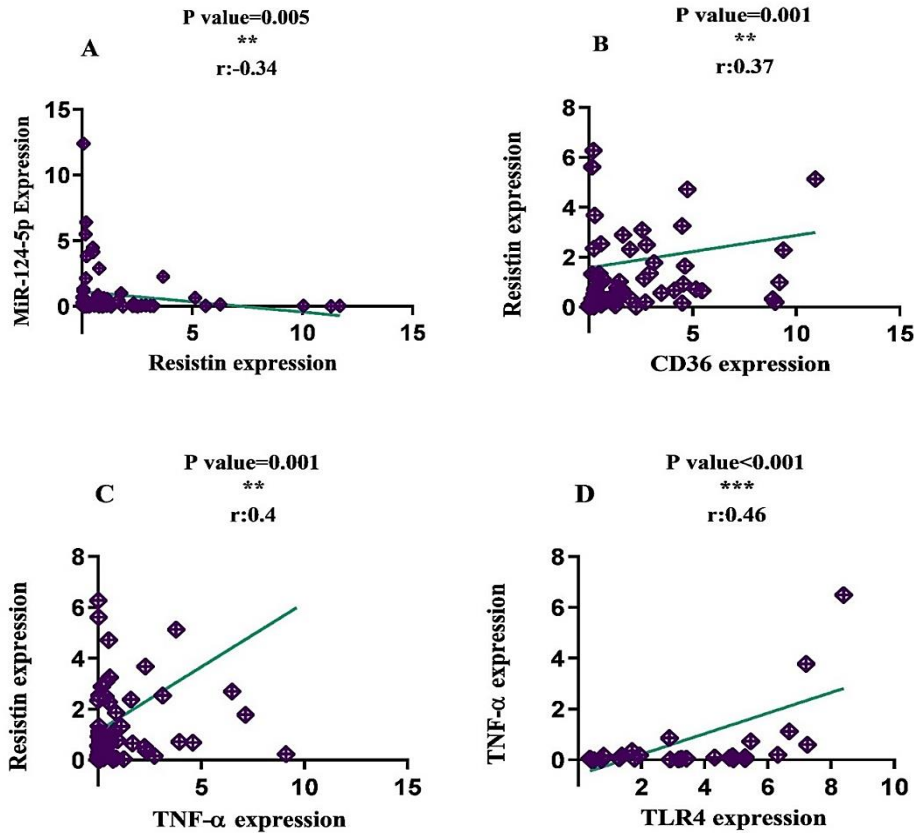 P value=0.005
**
A
r:-0.34
MiR-124-5p Expression
15
10
5
0
5
10
15
Resistin expression
P value=0.001
**
B
r:0.37
Resistin expression
8
6
4
2
0
5
10
15
CD36 expression
P value=0.001
**
C
r:0.4
Resistin expression
8
6
4
2
0
5
10
15
TNF-α expression
P value<0.001
***
D
r:0.46
TNF-α expression
8
6
4
2
0
2
4
6
8
10
TLR4 expression